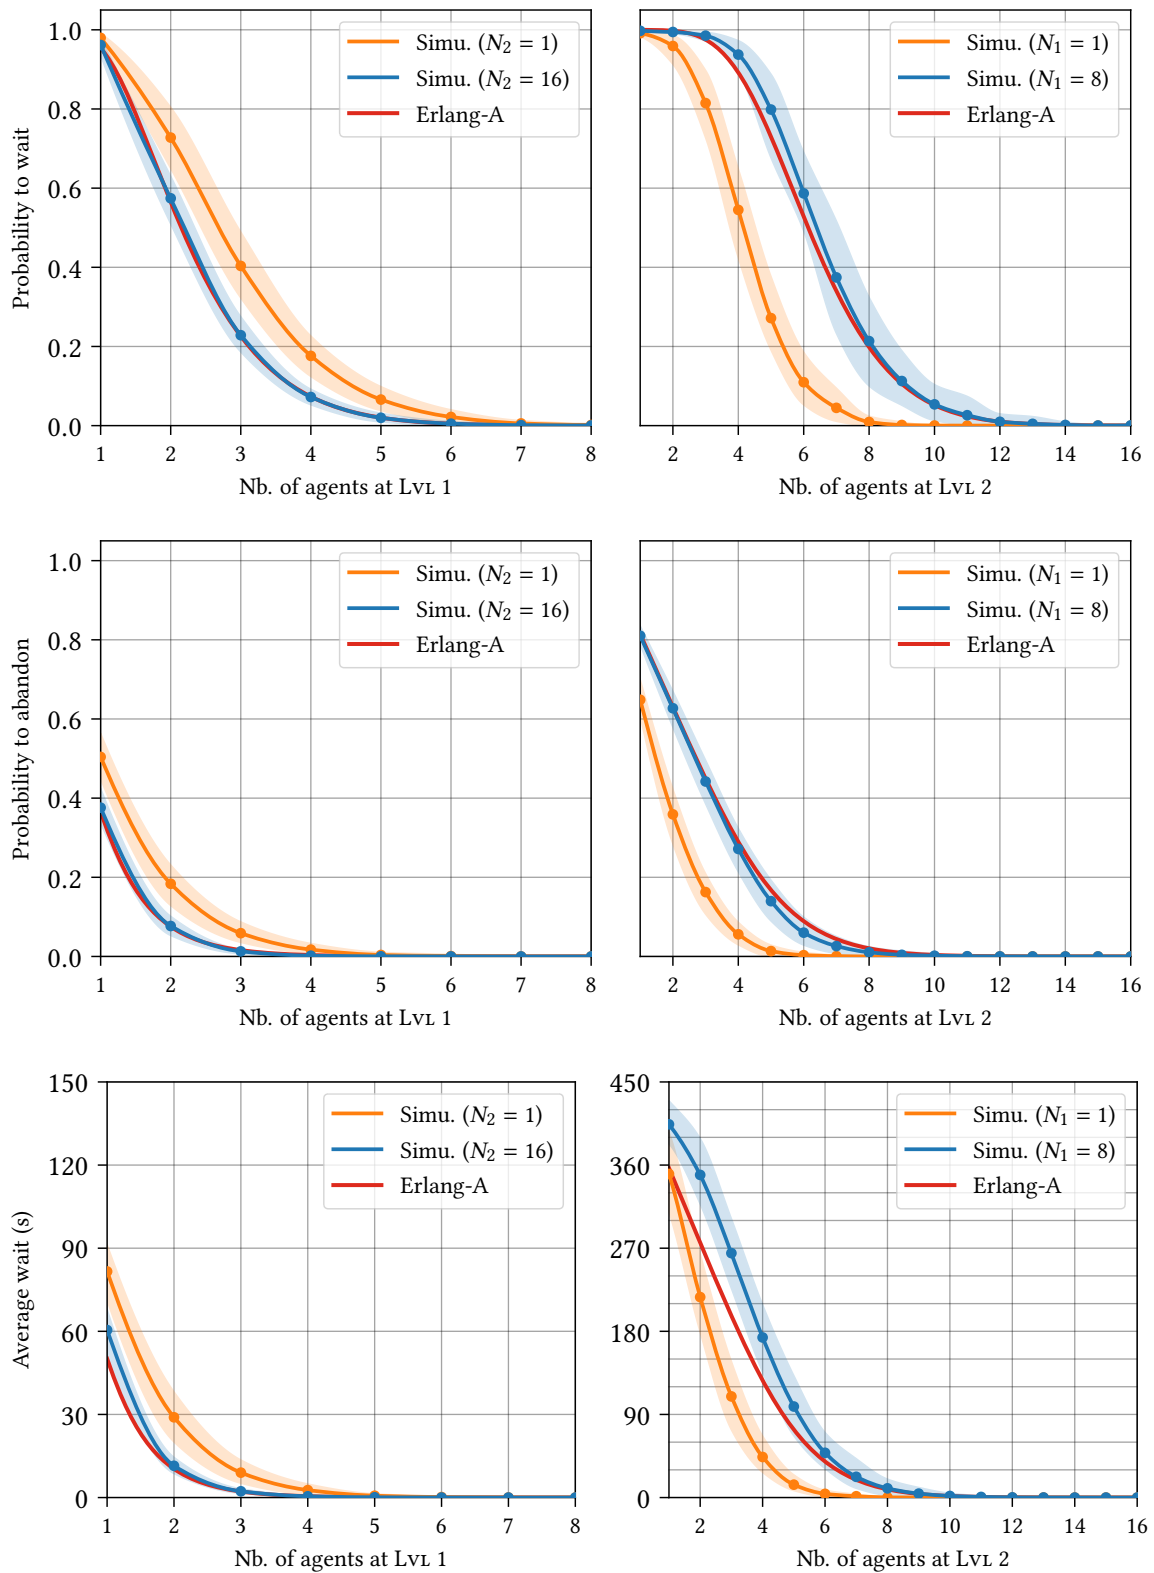 1.0
0.8
0.6
0.4
0.2
0.0
Probability to wait
Simu. (N₂ = 1)
Simu. (N₂ = 16)
Erlang-A
1 2 3 4 5 6 7 8
Nb. of agents at Lvl 1
Simu. (N₁ = 1)
Simu. (N₁ = 8)
Erlang-A
2 4 6 8 10 12 14 16
Nb. of agents at Lvl 2
1.0
0.8
0.6
0.4
0.2
0.0
Probability to abandon
Simu. (N₂ = 1)
Simu. (N₂ = 16)
Erlang-A
1 2 3 4 5 6 7 8
Nb. of agents at Lvl 1
Simu. (N₁ = 1)
Simu. (N₁ = 8)
Erlang-A
2 4 6 8 10 12 14 16
Nb. of agents at Lvl 2
150
120
90
60
30
0
Average wait (s)
Simu. (N₂ = 1)
Simu. (N₂ = 16)
Erlang-A
1 2 3 4 5 6 7 8
Nb. of agents at Lvl 1
450
360
270
180
90
0
Simu. (N₁ = 1)
Simu. (N₁ = 8)
Erlang-A
2 4 6 8 10 12 14 16
Nb. of agents at Lvl 2